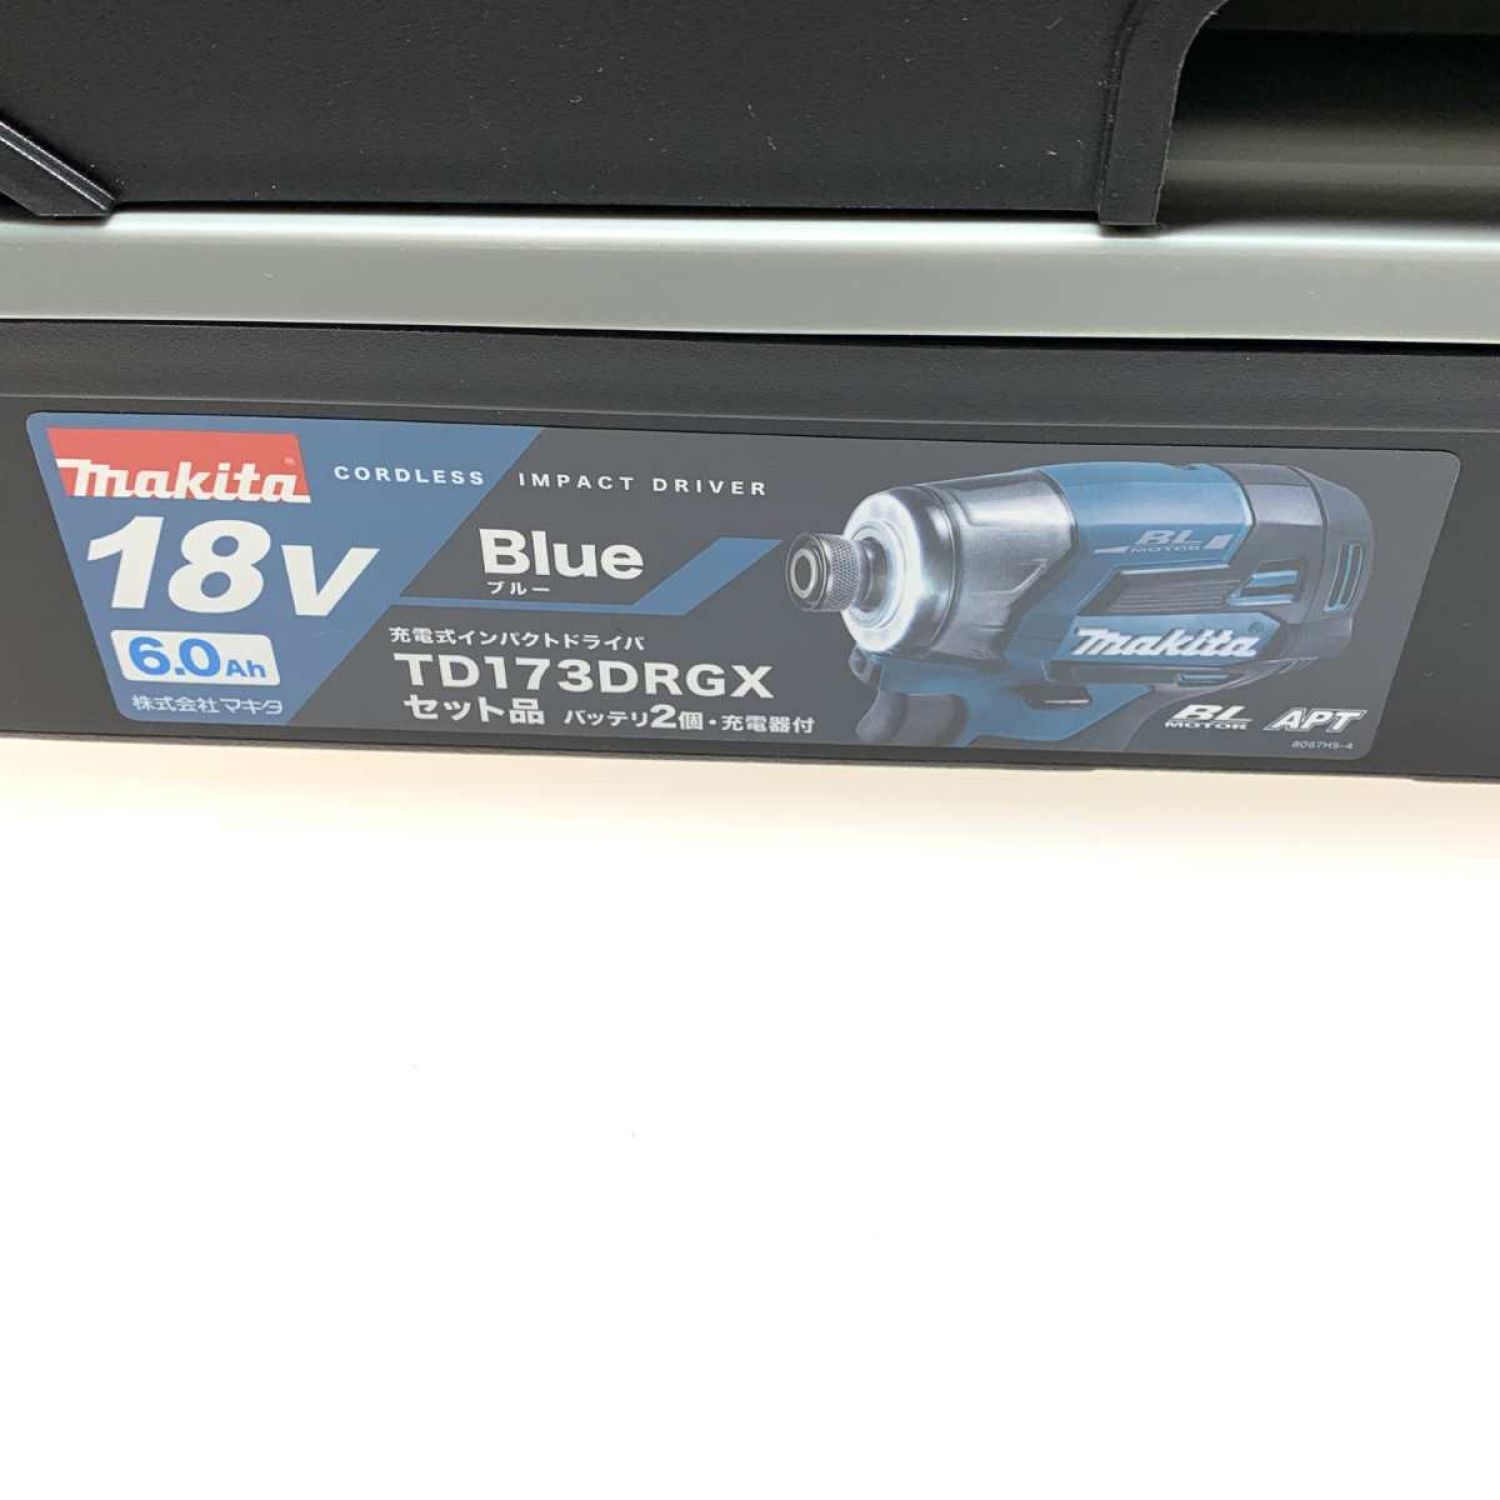 makita
CORDLESS IMPACT DRIVER
18V
6.0Ah
株式会社マキタ
Blue
ブルー
充電式インパクトドライバ
TD173DRGX
セット品 バッテリ2個・充電器付
BL
MOTOR
makita
BL
MOTOR
APT
8087H5-4